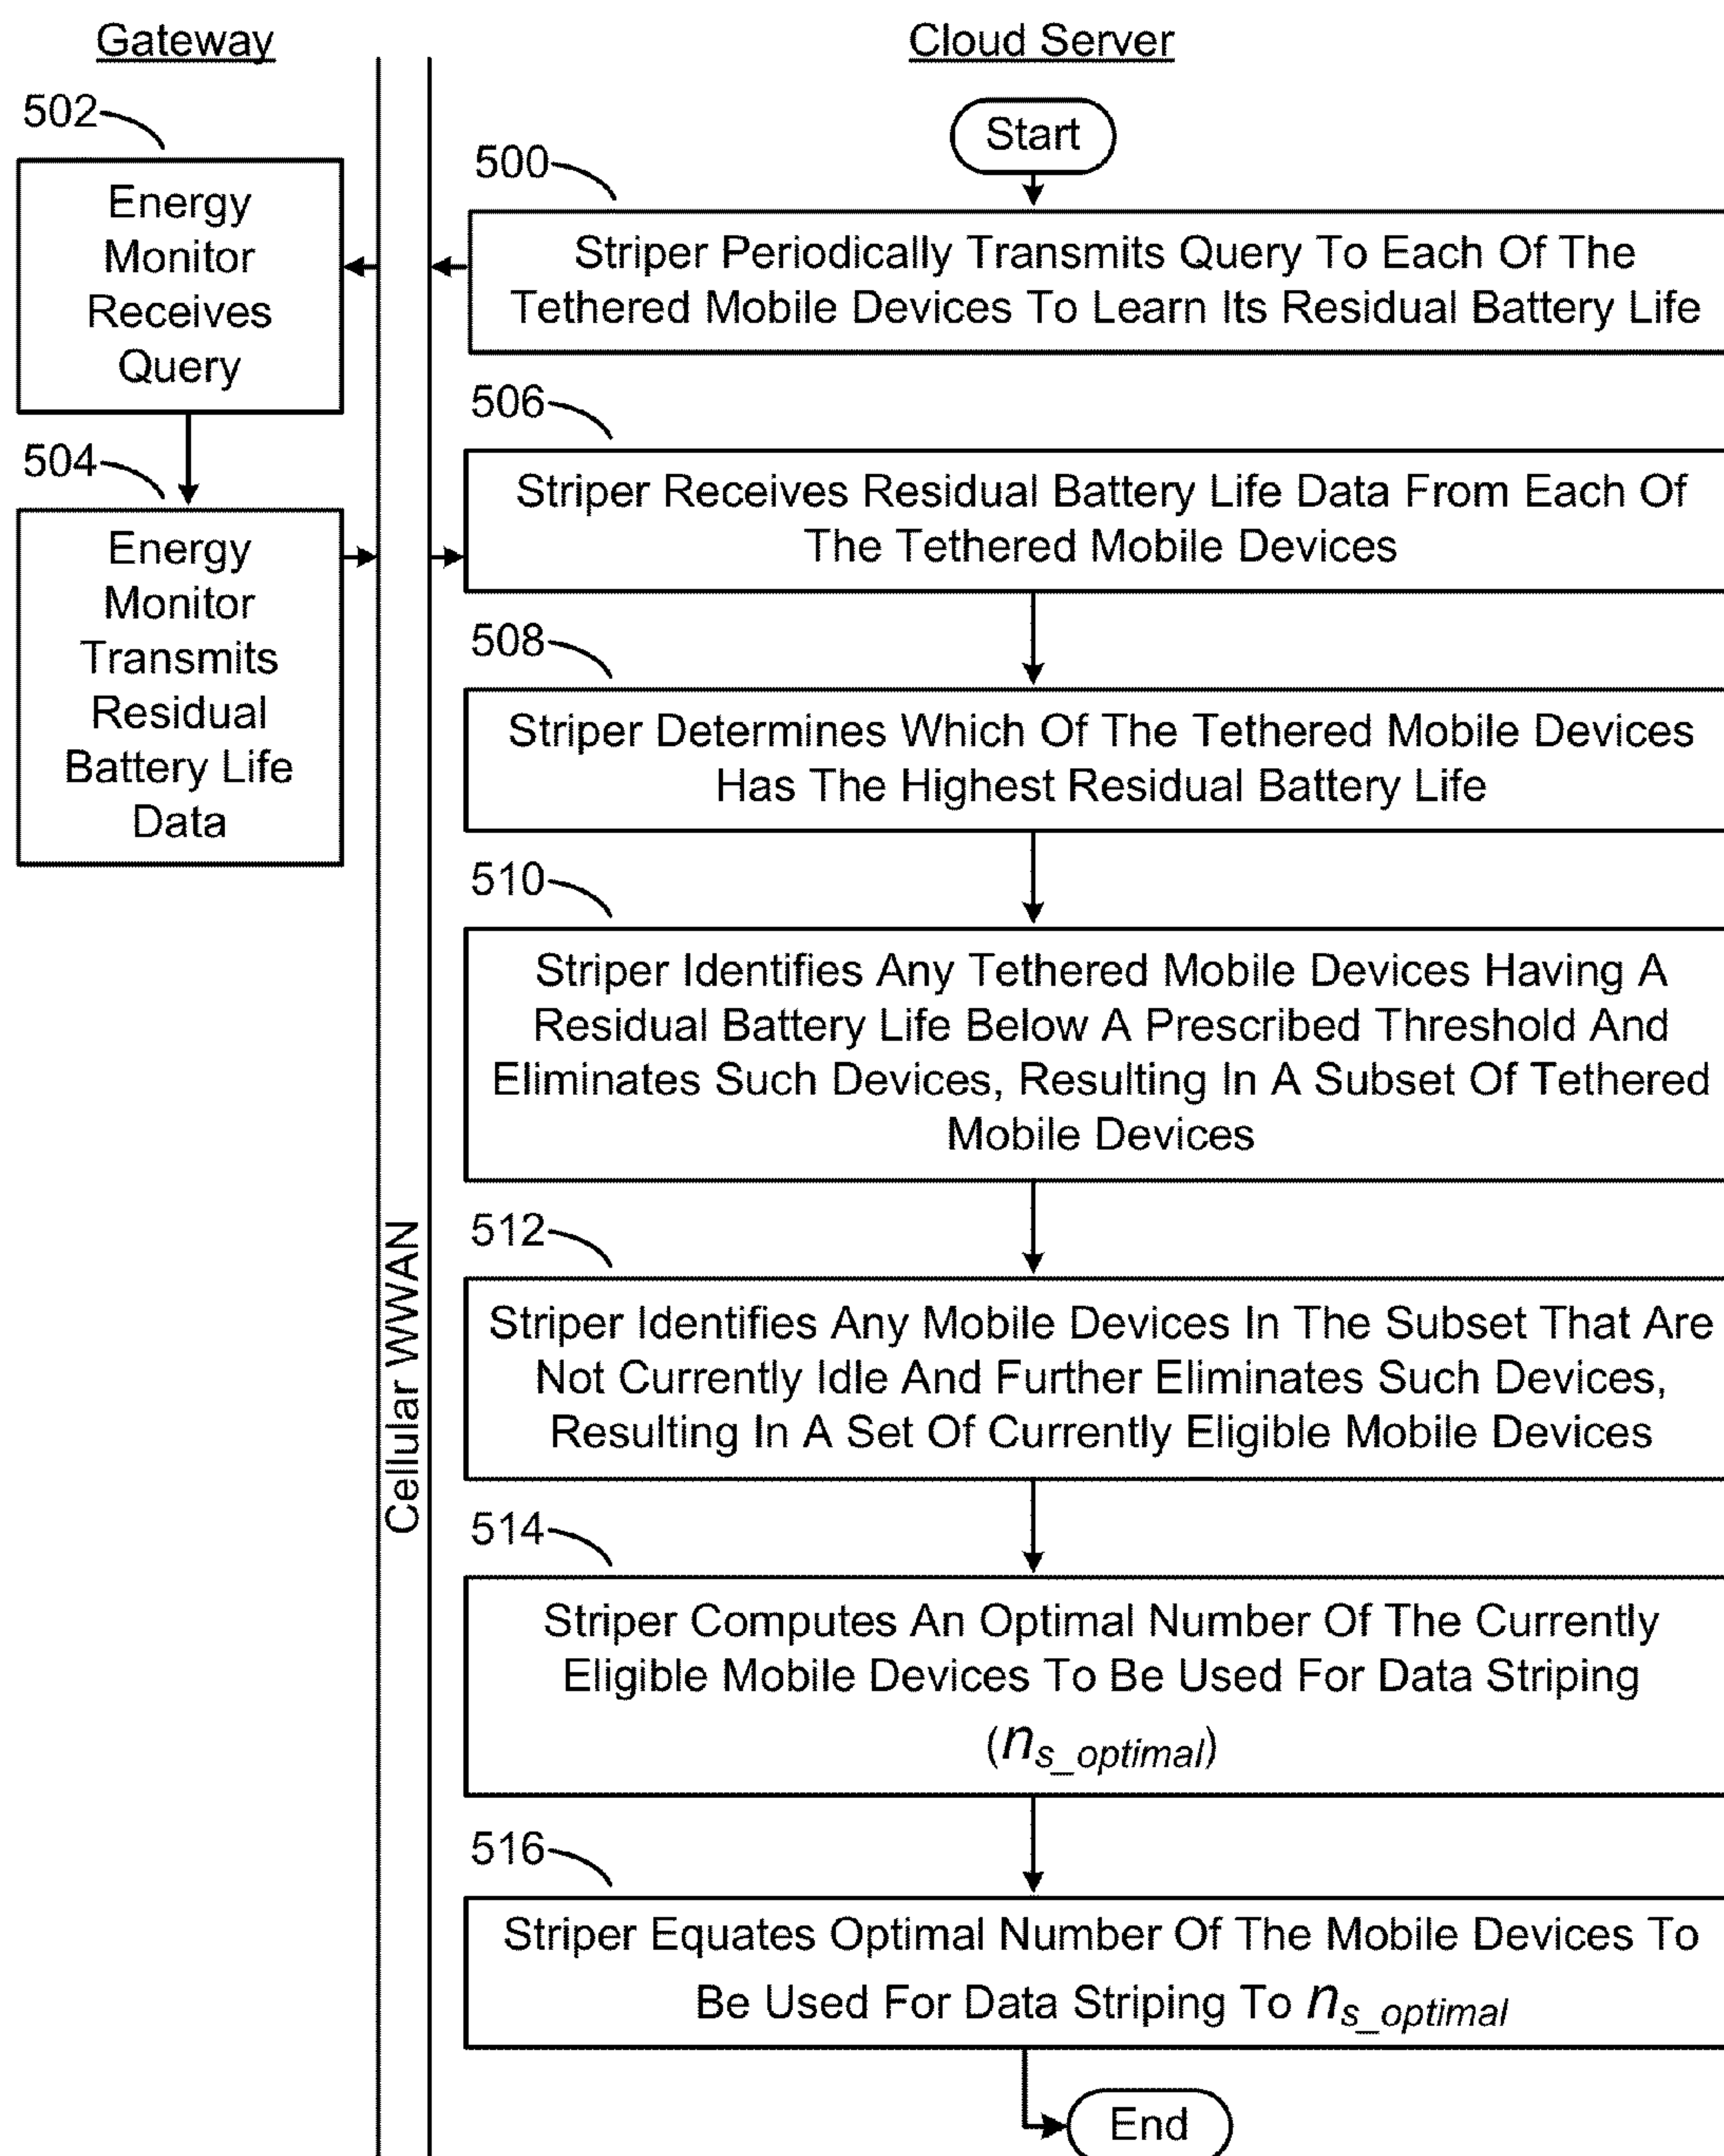 Gateway
Cloud Server
502
Start
500
Energy
Monitor
Receives
Query
Striper Periodically Transmits Query To Each Of The
Tethered Mobile Devices To Learn Its Residual Battery Life
506
504
Striper Receives Residual Battery Life Data From Each Of
The Tethered Mobile Devices
Energy
Monitor
Transmits
Residual
Battery Life
Data
508
Striper Determines Which Of The Tethered Mobile Devices
Has The Highest Residual Battery Life
510
Striper Identifies Any Tethered Mobile Devices Having A
Residual Battery Life Below A Prescribed Threshold And
Eliminates Such Devices, Resulting In A Subset Of Tethered
Mobile Devices
Cellular WWAN
512
Striper Identifies Any Mobile Devices In The Subset That Are
Not Currently Idle And Further Eliminates Such Devices,
Resulting In A Set Of Currently Eligible Mobile Devices
514
Striper Computes An Optimal Number Of The Currently
Eligible Mobile Devices To Be Used For Data Striping
(n_s_optimal)
516
Striper Equates Optimal Number Of The Mobile Devices To
Be Used For Data Striping To n_s_optimal
End